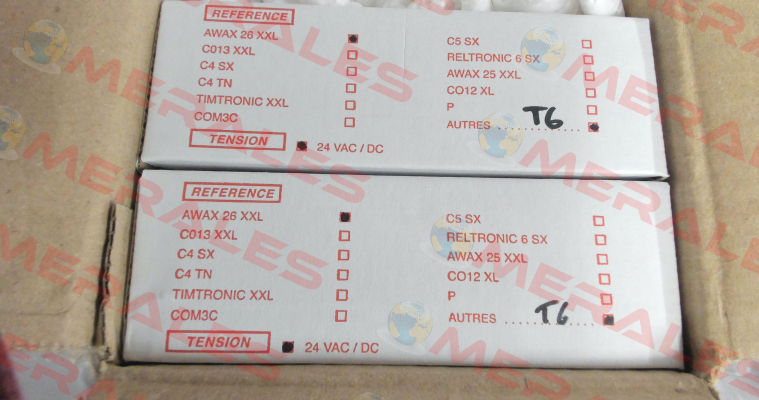 REFERENCE
AWAX 26 XXL
C013 XXL
C4 SX
C4 TN
TIMTRONIC XXL
COM3C
C5 SX
RELTRONIC 6 SX
AWAX 25 XXL
CO12 XL
P
AUTRES .............. T6
TENSION
24 VAC / DC
REFERENCE
AWAX 26 XXL
C013 XXL
C4 SX
C4 TN
TIMTRONIC XXL
COM3C
C5 SX
RELTRONIC 6 SX
AWAX 25 XXL
CO12 XL
P
AUTRES .............. T6
TENSION
24 VAC / DC
MERALES
MERALES
MERALES
MERALES